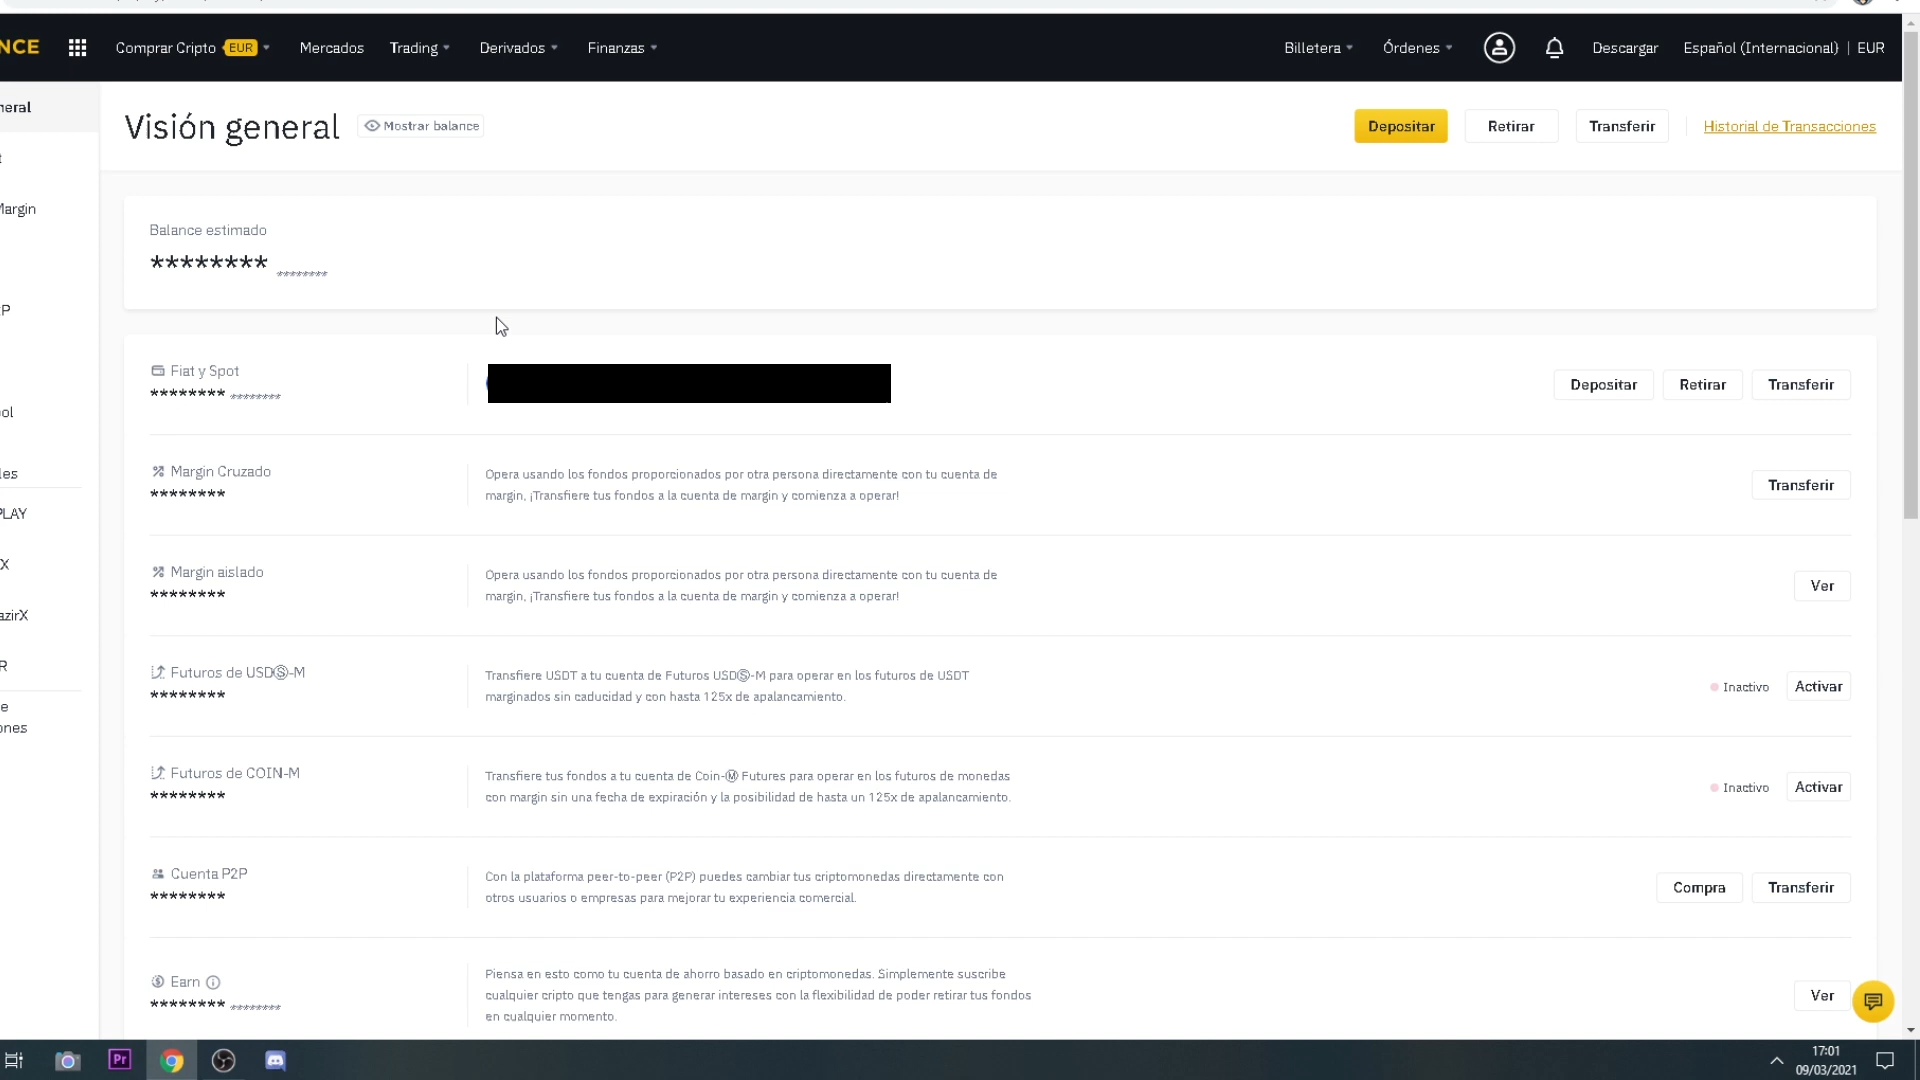 NCE
Comprar Cripto EUR
Mercados
Trading
Derivados
Finanzas
Billetera
Órdenes
Descargar
Español (Internacional) | EUR
neral
Visión general
Mostrar balance
Depositar
Retirar
Transferir
Historial de Transacciones
t
Margin
Balance estimado
******** ********
P
Fiat y Spot
******** ********
Depositar
Retirar
Transferir
ol
Margin Cruzado
********
Opera usando los fondos proporcionados por otra persona directamente con tu cuenta de
margin, ¡Transfiere tus fondos a la cuenta de margin y comienza a operar!
Transferir
les
PLAY
X
Margin aislado
********
Opera usando los fondos proporcionados por otra persona directamente con tu cuenta de
margin, ¡Transfiere tus fondos a la cuenta de margin y comienza a operar!
Ver
azirX
R
Futuros de USDⓈ-M
********
Transfiere USDT a tu cuenta de Futuros USDⓈ-M para operar en los futuros de USDT
marginados sin caducidad y con hasta 125x de apalancamiento.
Inactivo
Activar
e
ones
Futuros de COIN-M
********
Transfiere tus fondos a tu cuenta de Coin-Ⓜ Futures para operar en los futuros de monedas
con margin sin una fecha de expiración y la posibilidad de hasta un 125x de apalancamiento.
Inactivo
Activar
Cuenta P2P
********
Con la plataforma peer-to-peer (P2P) puedes cambiar tus criptomonedas directamente con
otros usuarios o empresas para mejorar tu experiencia comercial.
Compra
Transferir
Earn
******** ********
Piensa en esto como tu cuenta de ahorro basado en criptomonedas. Simplemente suscribe
cualquier cripto que tengas para generar intereses con la flexibilidad de poder retirar tus fondos
en cualquier momento.
Ver
Pr
17:01
09/03/2021